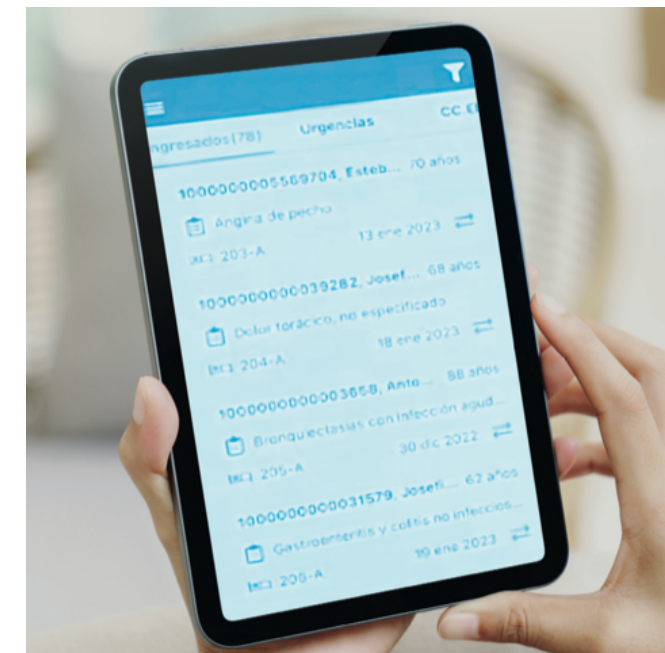 ngresados(78) Urgencias CC.E
1000000005569704, Esteb... 70 años
Angina de pecho
203-A 13 ene 2023
1000000000039282, Josef... 68 años
Dolor torácico, no especificado
204-A 18 ene 2023
1000000000003658, Anto... 88 años
Bronquiectasias con infección agud...
205-A 30 dic 2022
1000000000031579, Josefi... 62 años
Gastroenteritis y colitis no infeccios...
206-A 19 ene 2023